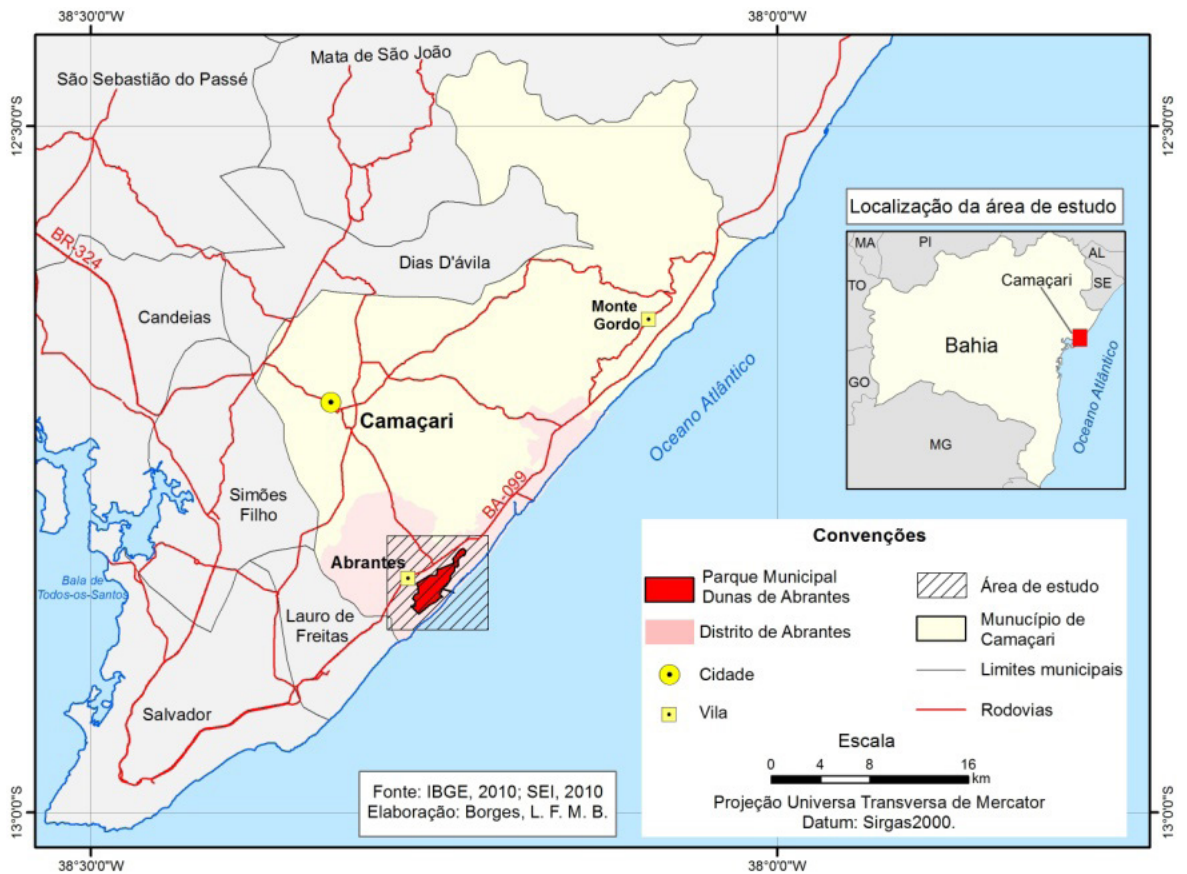 38°30'0"W
38°0'0"W
São Sebastião do Passé
Mata de São João
12°30'0"S
12°30'0"S
Localização da área de estudo
MA
PI
AL
SE
TO
Camaçari
Bahia
GO
MG
Oceano Atlântico
BR-324
Dias D'ávila
Candeias
Monte
Gordo
Camaçari
Oceano Atlântico
BA-099
Simões
Filho
Abrantes
Baia de
Todos-os-Santos
Lauro de
Freitas
Salvador
Convenções
Parque Municipal
Dunas de Abrantes
Distrito de Abrantes
Cidade
Vila
Área de estudo
Munucípio de
Camaçari
Limites municipais
Rodovias
Escala
0 4 8 16
km
Projeção Universa Transversa de Mercator
Datum: Sirgas2000.
Fonte: IBGE, 2010; SEI, 2010
Elaboração: Borges, L. F. M. B.
13°0'0"S
13°0'0"S
38°30'0"W
38°0'0"W